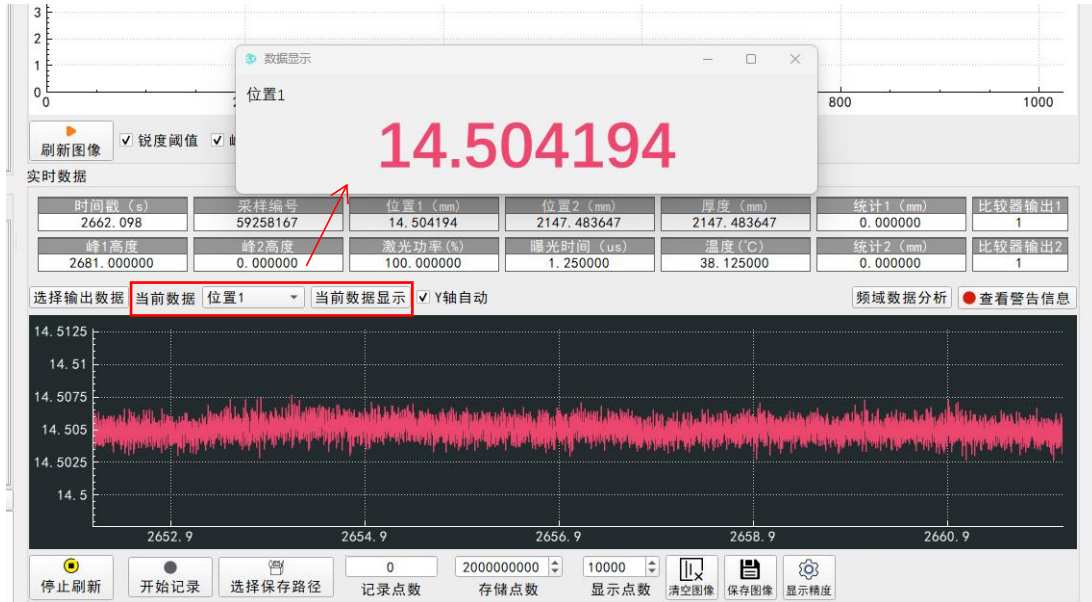 3
2
1
0
0
800
1000
数据显示
位置1
14.504194
刷新图像
锐度阈值
实时数据
时间戳（s） 采样编号 位置1（mm） 位置2（mm） 厚度（mm） 统计1（mm） 比较器输出1
2662.098 59258167 14.504194 2147.483647 2147.483647 0.000000 1
峰1高度 峰2高度 激光功率(%) 曝光时间（us） 温度(℃) 统计2（mm） 比较器输出2
2681.000000 0.000000 100.000000 1.250000 38.125000 0.000000 1
选择输出数据 当前数据 位置1 当前数据显示 Y轴自动 频域数据分析 查看警告信息
14.5125
14.51
14.5075
14.505
14.5025
14.5
2652.9 2654.9 2656.9 2658.9 2660.9
0 2000000000 10000
停止刷新 开始记录 选择保存路径 记录点数 存储点数 显示点数 清空图像 保存图像 显示精度